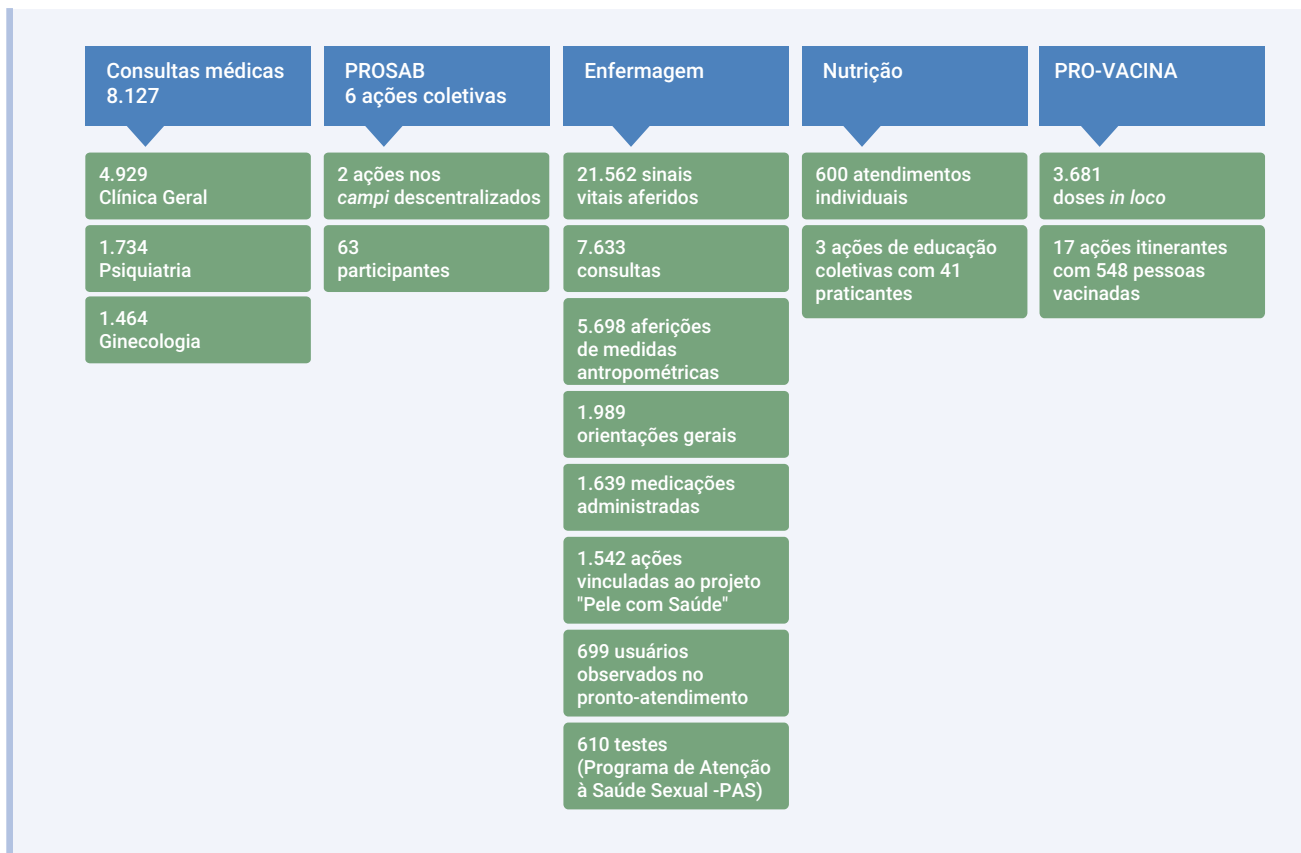 Consultas médicas
8.127
4.929
Clínica Geral
1.734
Psiquiatria
1.464
Ginecologia
PROSAB
6 ações coletivas
2 ações nos
campi descentralizados
63
participantes
Enfermagem
21.562 sinais
vitais aferidos
7.633
consultas
5.698 aferições
de medidas
antropométricas
1.989
orientações gerais
1.639 medicações
administradas
1.542 ações
vinculadas ao projeto
"Pele com Saúde"
699 usuários
observados no
pronto-atendimento
610 testes
(Programa de Atenção
à Saúde Sexual -PAS)
Nutrição
600 atendimentos
individuais
3 ações de educação
coletivas com 41
praticantes
PRO-VACINA
3.681
doses in loco
17 ações itinerantes
com 548 pessoas
vacinadas